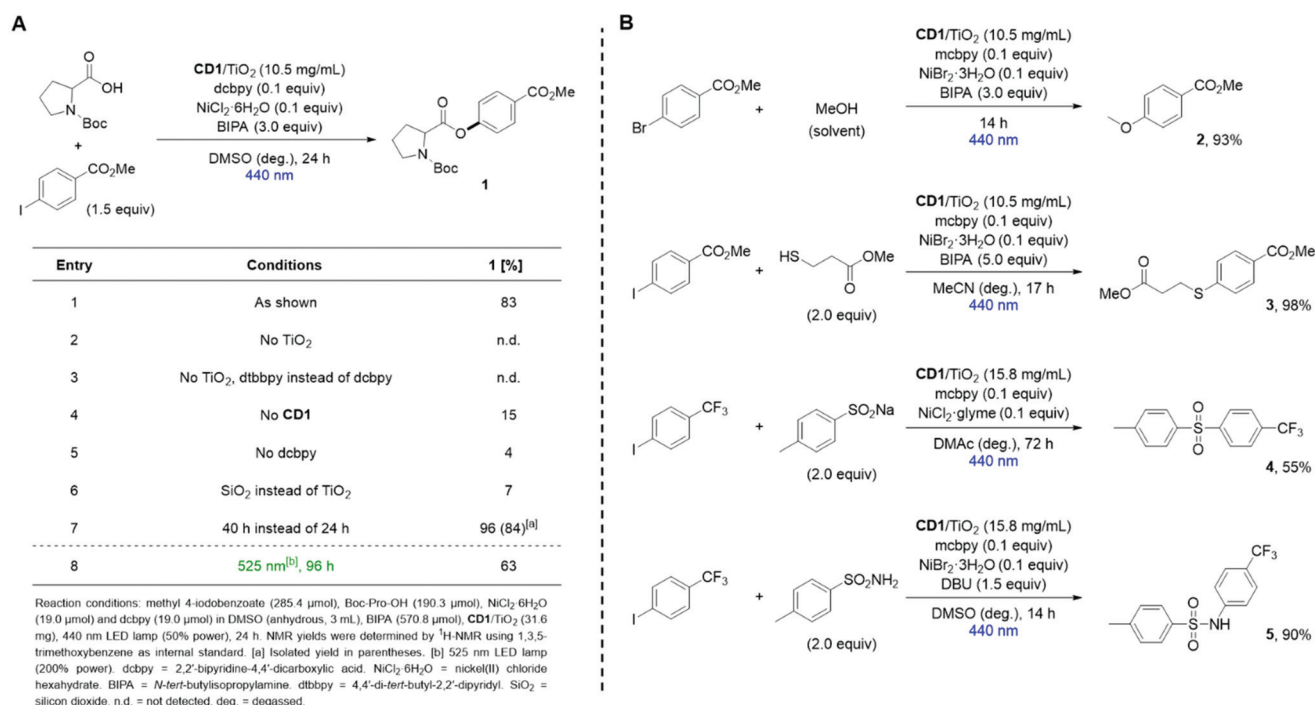 A
CD1/TiO₂ (10.5 mg/mL)
dcbpy (0.1 equiv)
NiCl₂·6H₂O (0.1 equiv)
BIPA (3.0 equiv)
DMSO (deg.), 24 h
440 nm
O
OH
N
Boc
+
CO₂Me
I
(1.5 equiv)
O
O
N
Boc
CO₂Me
1
Entry Conditions 1 [%]
1 As shown 83
2 No TiO₂ n.d.
3 No TiO₂, dtbbpy instead of dcbpy n.d.
4 No CD1 15
5 No dcbpy 4
6 SiO₂ instead of TiO₂ 7
7 40 h instead of 24 h 96 (84)[a]
8 525 nm[b], 96 h 63
Reaction conditions: methyl 4-iodobenzoate (285.4 µmol), Boc-Pro-OH (190.3 µmol), NiCl₂·6H₂O
(19.0 µmol) and dcbpy (19.0 µmol) in DMSO (anhydrous, 3 mL), BIPA (570.8 µmol), CD1/TiO₂ (31.6
mg), 440 nm LED lamp (50% power), 24 h. NMR yields were determined by ¹H-NMR using 1,3,5-
trimethoxybenzene as internal standard. [a] Isolated yield in parentheses. [b] 525 nm LED lamp
(200% power). dcbpy = 2,2'-bipyridine-4,4'-dicarboxylic acid. NiCl₂·6H₂O = nickel(II) chloride
hexahydrate. BIPA = N-tert-butylisopropylamine. dtbbpy = 4,4'-di-tert-butyl-2,2'-dipyridyl. SiO₂ =
silicon dioxide. n.d. = not detected. deg. = degassed.
B
CO₂Me
Br
+
MeOH
(solvent)
CD1/TiO₂ (10.5 mg/mL)
mcbpy (0.1 equiv)
NiBr₂·3H₂O (0.1 equiv)
BIPA (3.0 equiv)
14 h
440 nm
CO₂Me
O
2, 93%
CO₂Me
I
+
HS
OMe
O
(2.0 equiv)
CD1/TiO₂ (10.5 mg/mL)
mcbpy (0.1 equiv)
NiBr₂·3H₂O (0.1 equiv)
BIPA (5.0 equiv)
MeCN (deg.), 17 h
440 nm
CO₂Me
O
MeO
S
3, 98%
CF₃
I
+
SO₂Na
(2.0 equiv)
CD1/TiO₂ (15.8 mg/mL)
mcbpy (0.1 equiv)
NiCl₂·glyme (0.1 equiv)
DMAc (deg.), 72 h
440 nm
O
S
O
CF₃
4, 55%
CF₃
I
+
SO₂NH₂
(2.0 equiv)
CD1/TiO₂ (15.8 mg/mL)
mcbpy (0.1 equiv)
NiBr₂·3H₂O (0.1 equiv)
DBU (1.5 equiv)
DMSO (deg.), 14 h
440 nm
CF₃
O
S
NH
O
5, 90%